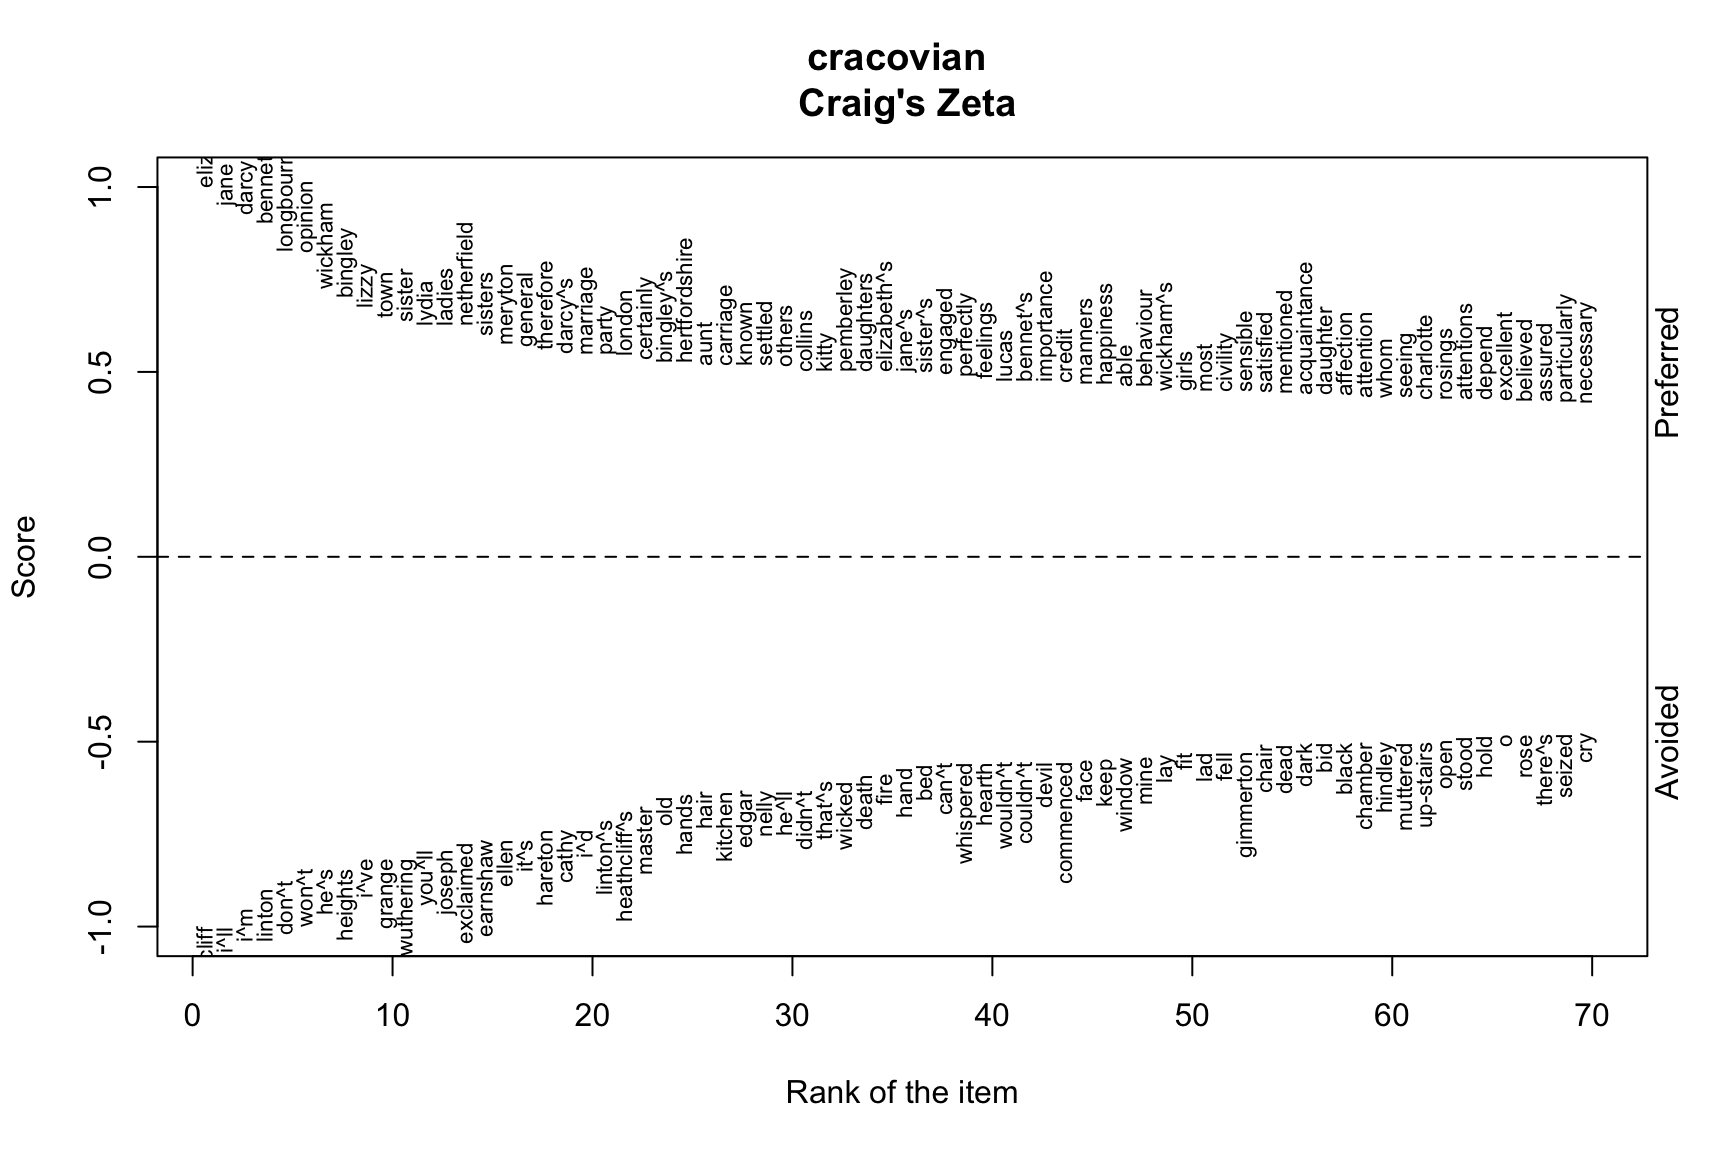 cracovian
Craig's Zeta
Score
1.0
0.5
0.0
-0.5
-1.0
eliz
jane
darcy
bennet
longbourn
opinion
wickham
bingley
lizzy
town
sister
lydia
ladies
netherfield
sisters
meryton
general
therefore
darcy^s
marriage
party
london
certainly
bingley^s
hertfordshire
aunt
carriage
known
settled
others
collins
kitty
pemberley
daughters
elizabeth^s
jane^s
sister^s
engaged
perfectly
feelings
lucas
bennet^s
importance
credit
manners
happiness
able
behaviour
wickham^s
girls
most
civility
sensible
satisfied
mentioned
acquaintance
daughter
affection
attention
whom
seeing
charlotte
rosings
attentions
depend
excellent
believed
assured
particularly
necessary
Preferred
cliff
i^ll
i^m
linton
don^t
won^t
he^s
heights
i^ve
grange
wuthering
you^ll
joseph
exclaimed
earnshaw
ellen
it^s
hareton
cathy
i^d
linton^s
heathcliff^s
master
old
hands
hair
kitchen
edgar
nelly
he^ll
didn^t
that^s
wicked
death
fire
hand
bed
can^t
whispered
hearth
wouldn^t
couldn^t
devil
commenced
face
keep
window
mine
lay
fit
lad
fell
gimmerton
chair
dead
dark
bid
black
chamber
hindley
muttered
up-stairs
open
stood
hold
o
rose
there^s
seized
cry
Avoided
0 10 20 30 40 50 60 70
Rank of the item